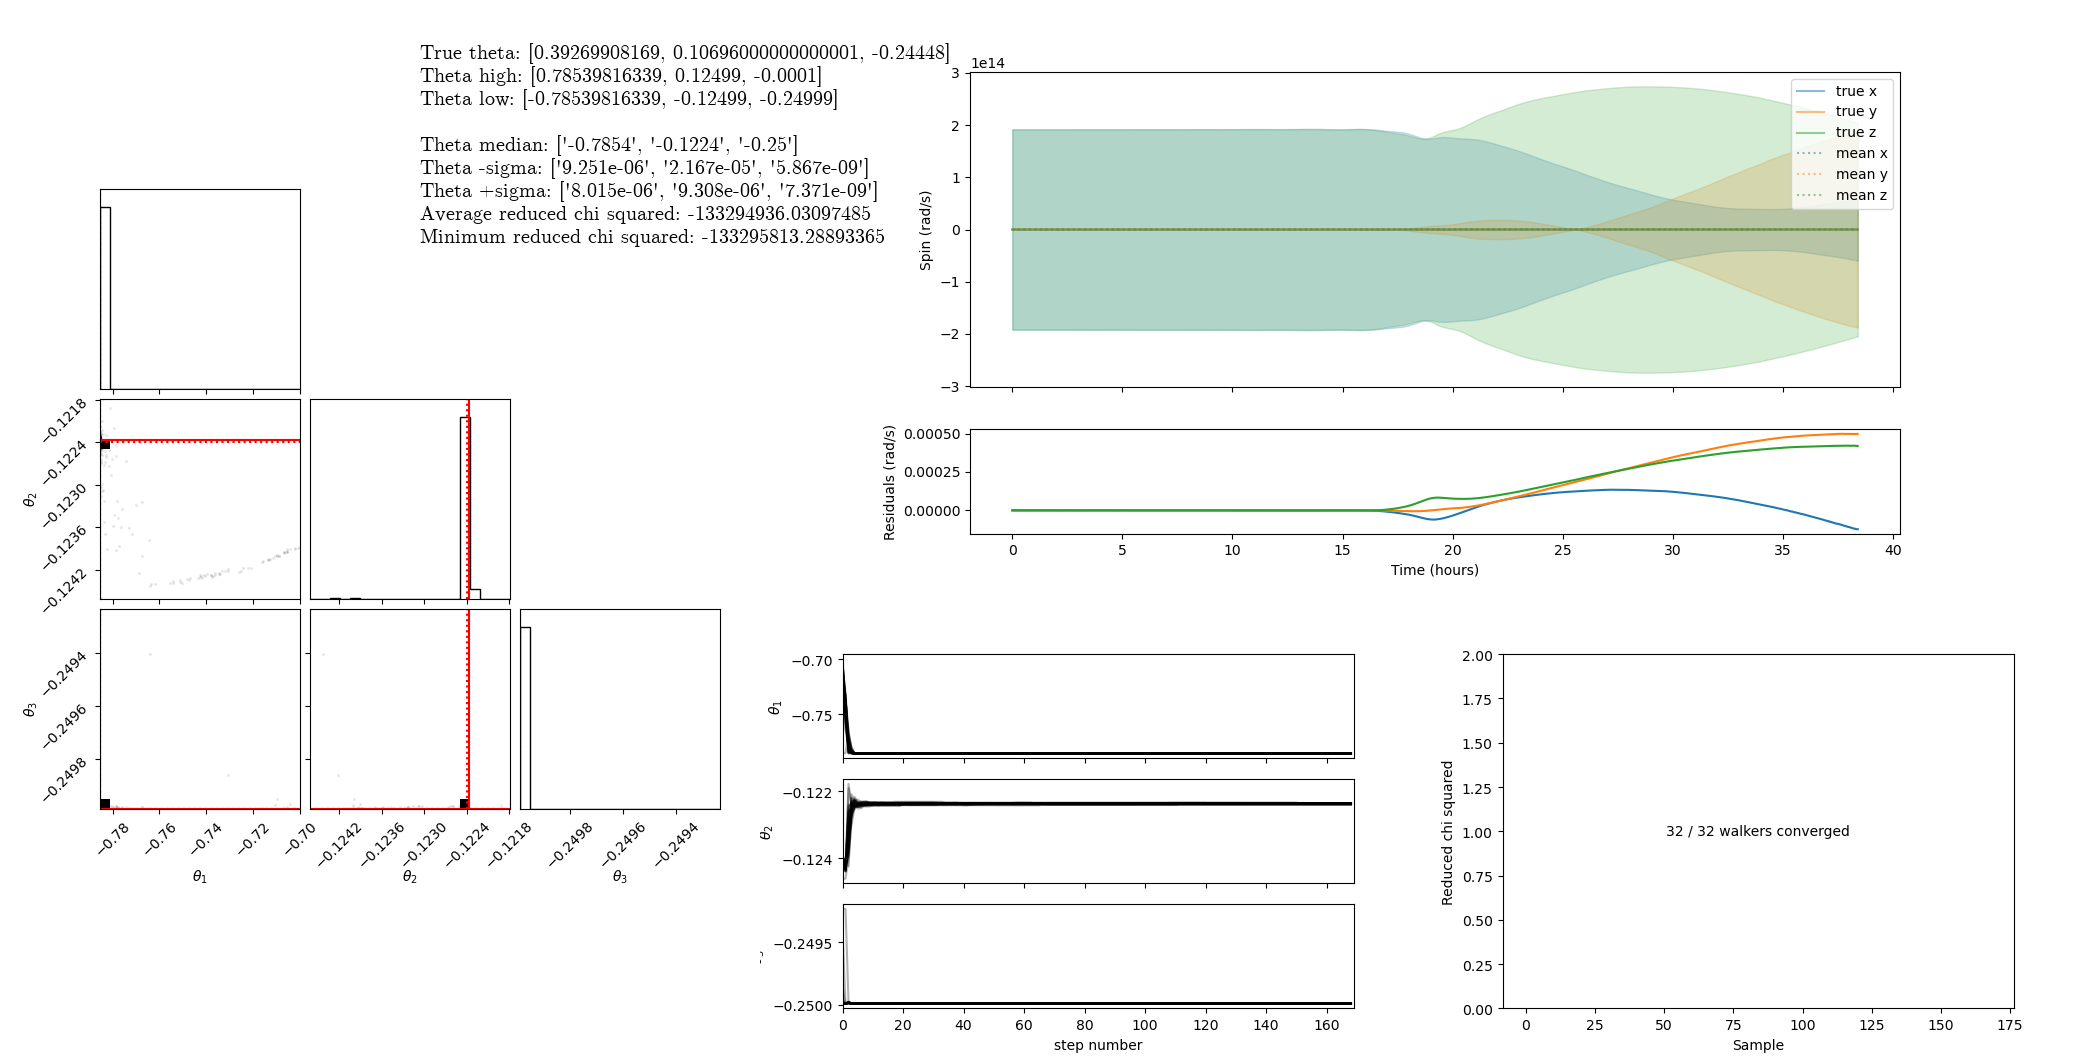 True theta: [0.39269908169, 0.10696000000000001, -0.24448]
Theta high: [0.78539816339, 0.12499, -0.0001]
Theta low: [-0.78539816339, -0.12499, -0.24999]
Theta median: ['-0.7854', '-0.1224', '-0.25']
Theta -sigma: ['9.251e-06', '2.167e-05', '5.867e-09']
Theta +sigma: ['8.015e-06', '9.308e-06', '7.371e-09']
Average reduced chi squared: -133294936.03097485
Minimum reduced chi squared: -133295813.28893365
1e14
3
2
1
0
−1
−2
−3
Spin (rad/s)
true x
true y
true z
mean x
mean y
mean z
0.00050
0.00025
0.00000
Residuals (rad/s)
0 5 10 15 20 25 30 35 40
Time (hours)
−0.1218
−0.1224
−0.1230
−0.1236
−0.1242
θ2
−0.2494
−0.2496
−0.2498
θ3
−0.78 −0.76 −0.74 −0.72 −0.70
θ1
−0.1242 −0.1236 −0.1230 −0.1224 −0.1218
θ2
−0.2498 −0.2496 −0.2494
θ3
−0.70
−0.75
θ1
−0.122
−0.124
θ2
−0.2495
−0.2500
0 20 40 60 80 100 120 140 160
step number
2.00
1.75
1.50
1.25
1.00
0.75
0.50
0.25
0.00
Reduced chi squared
32 / 32 walkers converged
0 25 50 75 100 125 150 175
Sample